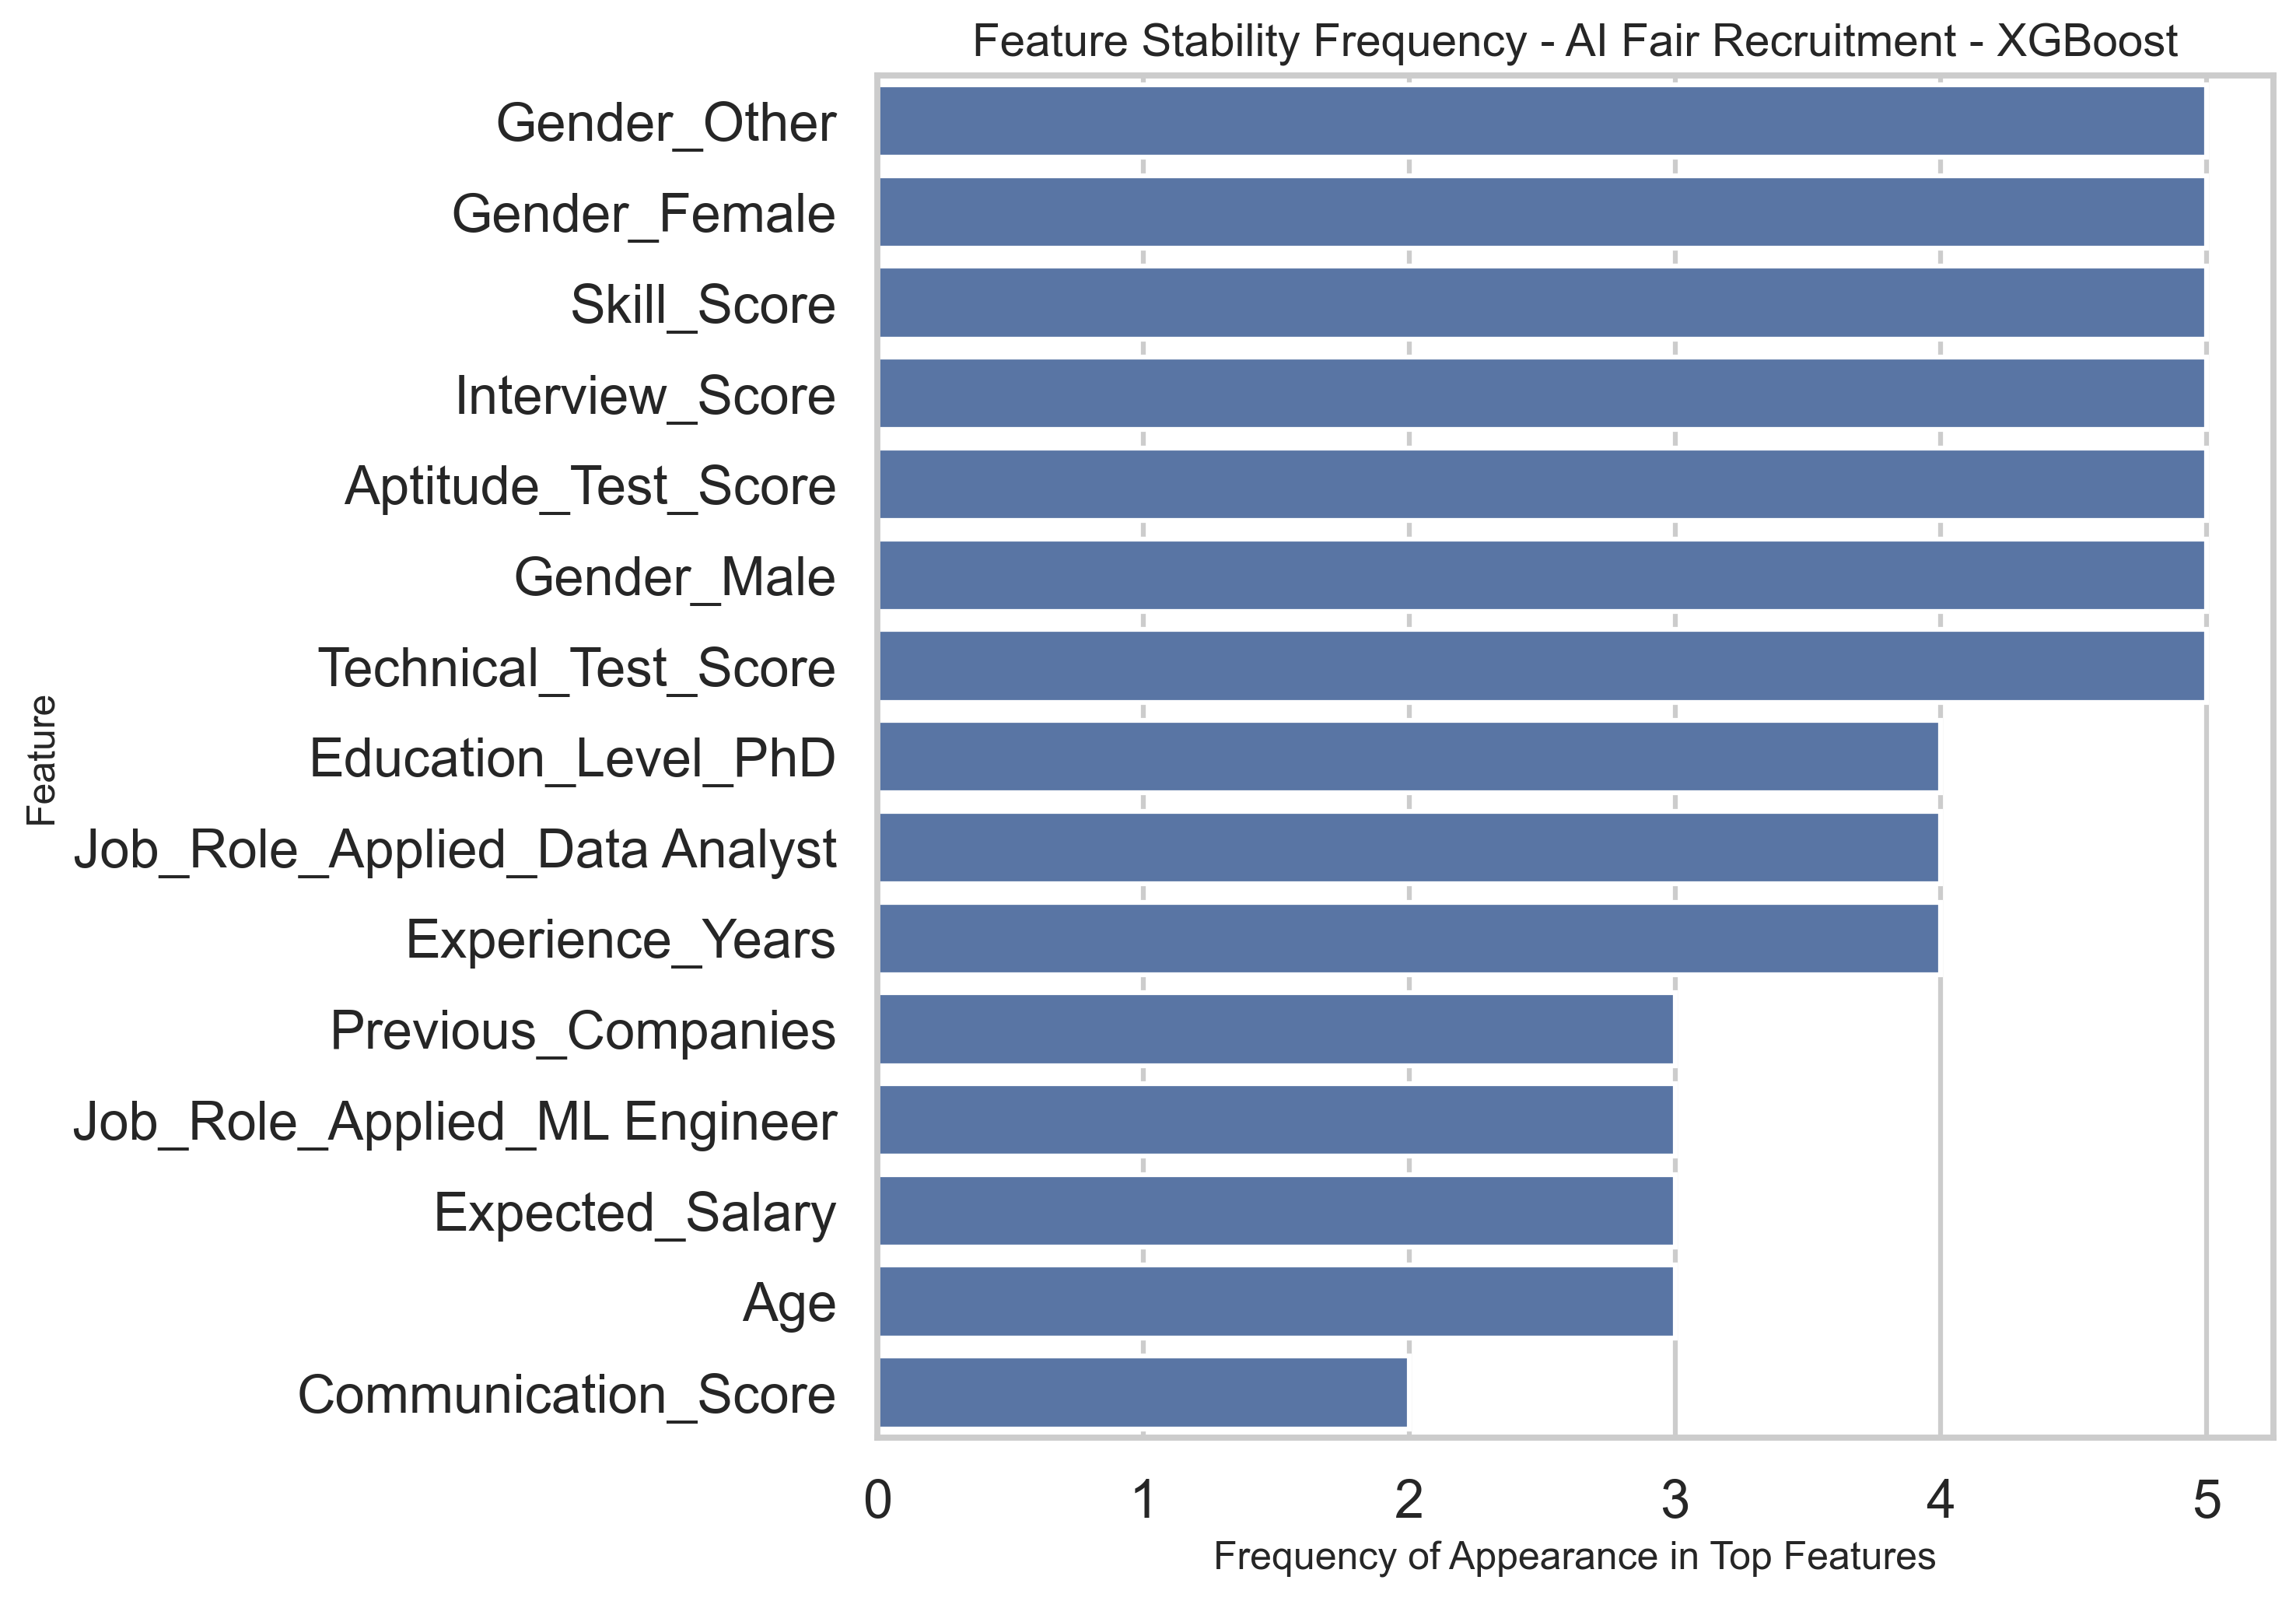 Feature Stability Frequency - AI Fair Recruitment - XGBoost
Gender_Other
Gender_Female
Skill_Score
Interview_Score
Aptitude_Test_Score
Gender_Male
Technical_Test_Score
Education_Level_PhD
Job_Role_Applied_Data Analyst
Experience_Years
Previous_Companies
Job_Role_Applied_ML Engineer
Expected_Salary
Age
Communication_Score
Feature
0 1 2 3 4 5
Frequency of Appearance in Top Features